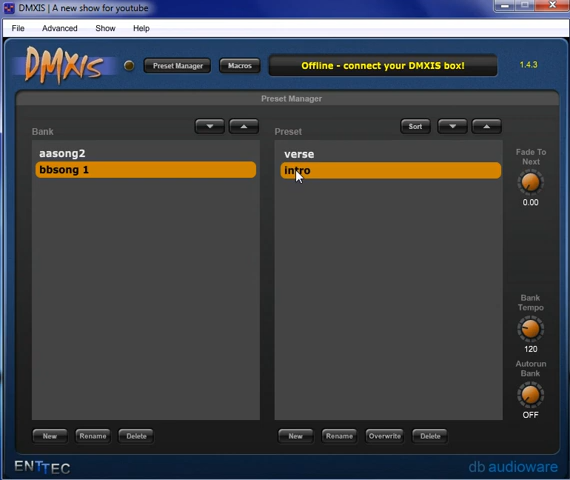 DMXIS | A new show for youtube
File Advanced Show Help
DMXIS Preset Manager Macros Offline - connect your DMXIS box! 1.4.3
Preset Manager
Bank Preset Sort
aasong2
bbsong 1
verse
intro
Fade To
Next
0.00
Bank
Tempo
120
Autorun
Bank
OFF
New Rename Delete New Rename Overwrite Delete
ENTTEC db audioware